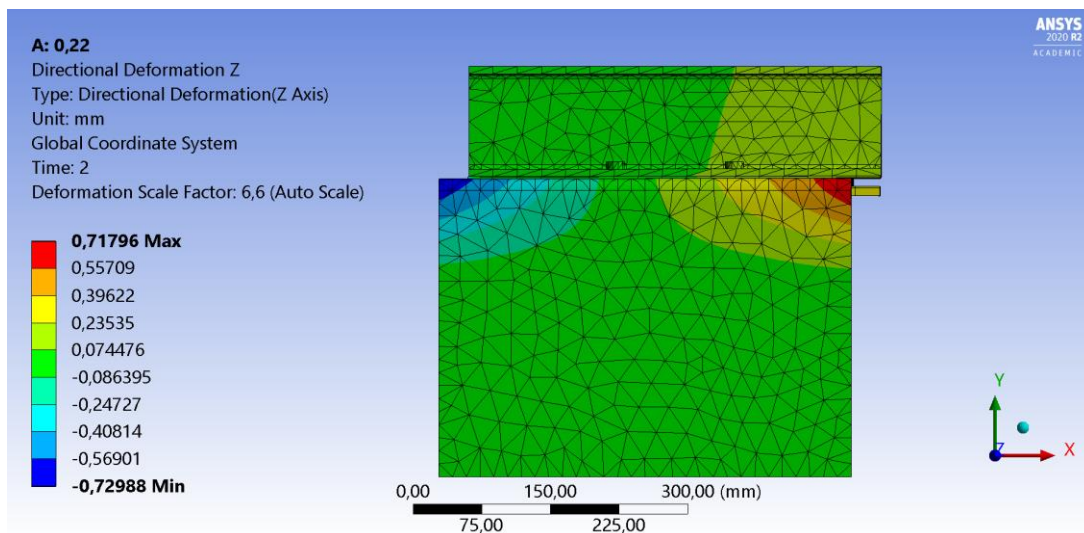 A: 0,22
Directional Deformation Z
Type: Directional Deformation(Z Axis)
Unit: mm
Global Coordinate System
Time: 2
Deformation Scale Factor: 6,6 (Auto Scale)
0,71796 Max
0,55709
0,39622
0,23535
0,074476
-0,086395
-0,24727
-0,40814
-0,56901
-0,72988 Min
ANSYS
2020 R2
ACADEMIC
Y
Z
X
0,00
150,00
300,00 (mm)
75,00
225,00